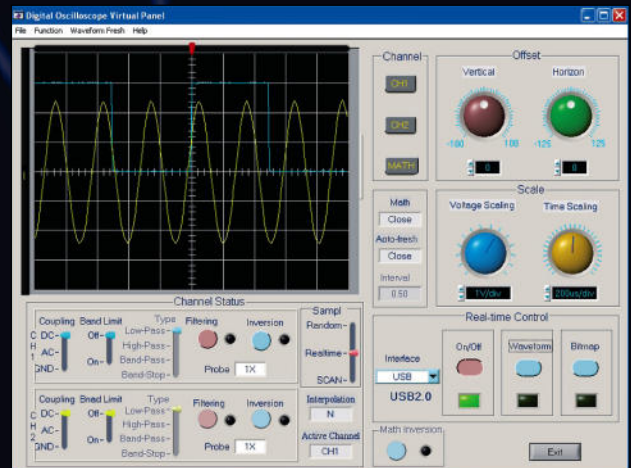 Digital Oscilloscope Virtual Panel
File Function Waveform Fresh Help
Channel
CH1
CH2
MATH
Offset
Vertical Horizon
-100 100 -125 125
0 0
Math
Close
Auto-fresh
Close
Interval
0.50
Scale
Voltage Scaling Time Scaling
1V/div 200us/div
Channel Status
CH1
Coupling Band Limit Type Filtering Inversion
DC- Off- Low-Pass-
AC- High-Pass-
GND- On- Band-Pass-
Band-Stop-
Probe 1X
CH2
Coupling Bnad Limit Type Filtering Inversion
DC- Off- Low-Pass-
AC- High-Pass-
GND- On- Band-Pass-
Band-Stop-
Probe 1X
Sampl
Random-
Realtime-
SCAN-
Interpolation
N
Active Channel
CH1
Real-time Control
Interface
USB
USB2.0
On/Off Waveform Bitmap
Math Inversion
Exit